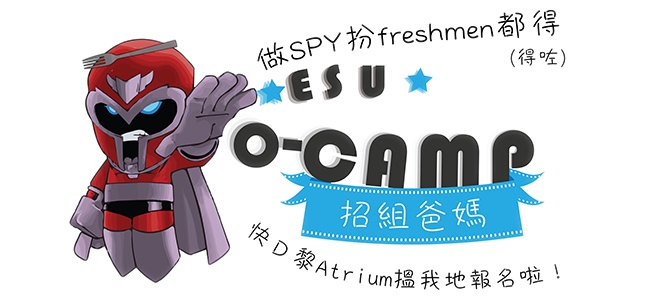 做SPY扮freshmen都得
(得咗)
ESU
O-CAMP
招組爸媽
快D黎Atrium搵我地報名啦！